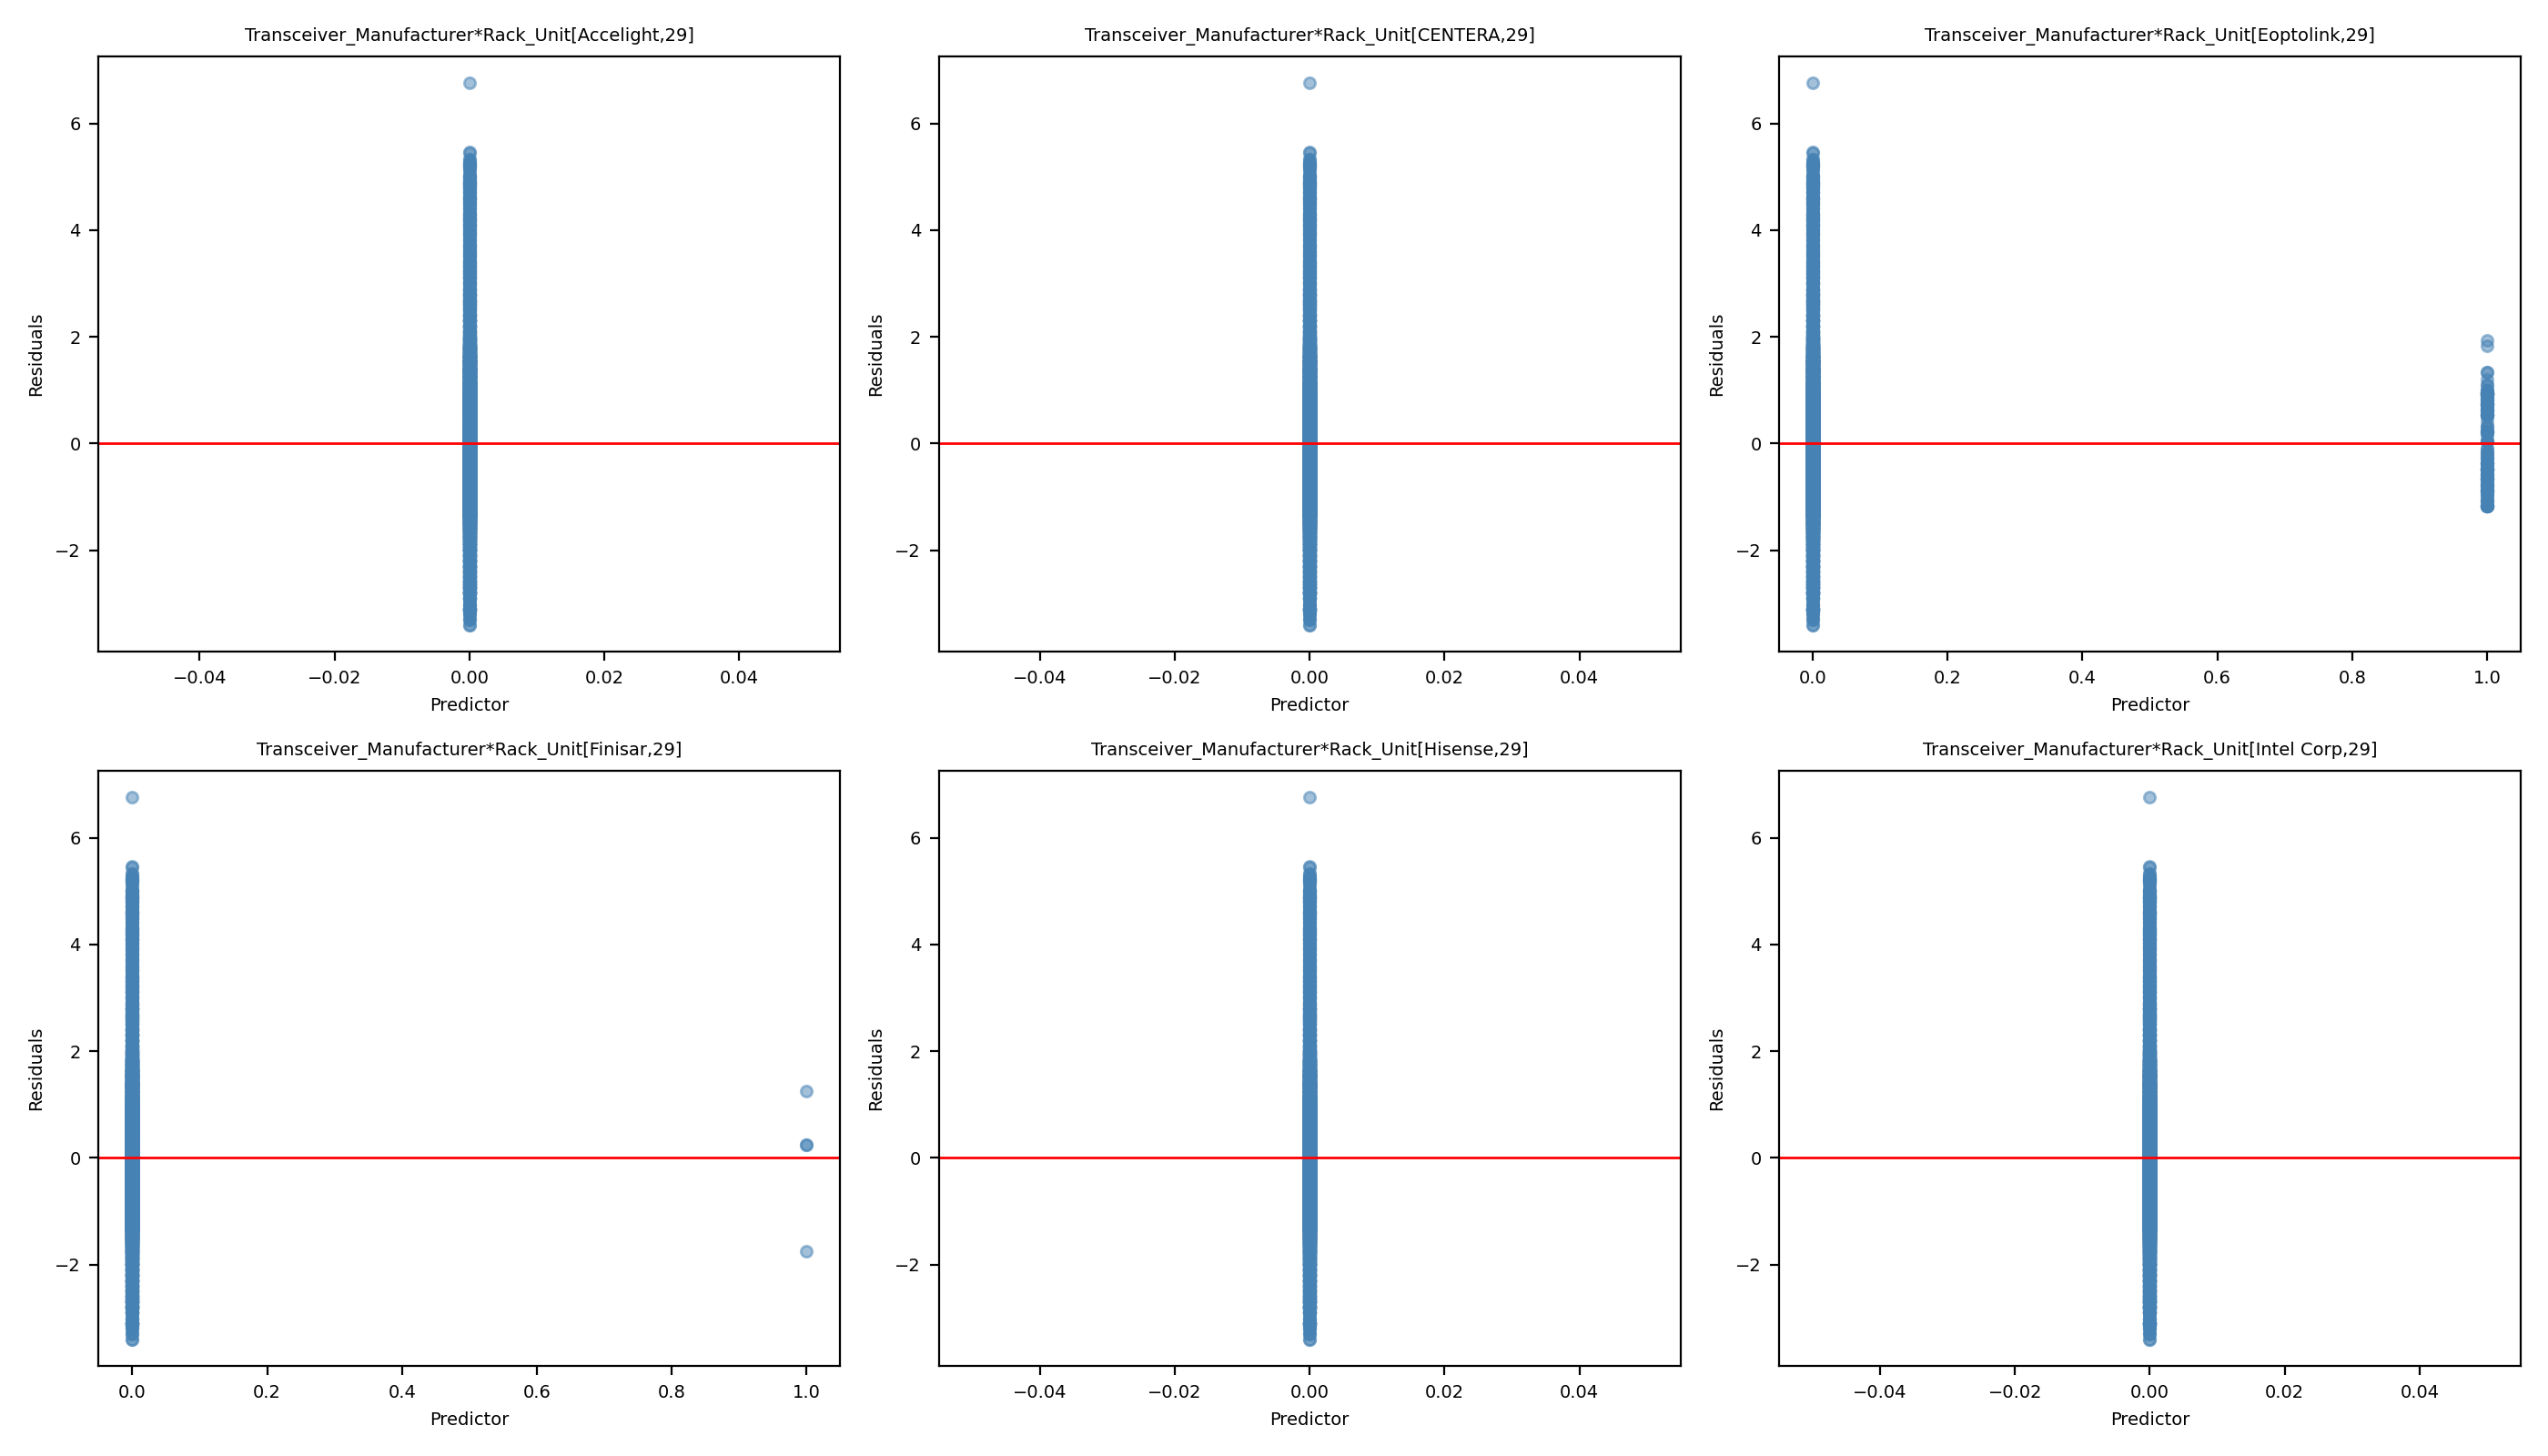 Transceiver_Manufacturer*Rack_Unit[Accelight,29]
Residuals
6
4
2
0
−2
−0.04 −0.02 0.00 0.02 0.04
Predictor
Transceiver_Manufacturer*Rack_Unit[CENTERA,29]
Residuals
6
4
2
0
−2
−0.04 −0.02 0.00 0.02 0.04
Predictor
Transceiver_Manufacturer*Rack_Unit[Eoptolink,29]
Residuals
6
4
2
0
−2
0.0 0.2 0.4 0.6 0.8 1.0
Predictor
Transceiver_Manufacturer*Rack_Unit[Finisar,29]
Residuals
6
4
2
0
−2
0.0 0.2 0.4 0.6 0.8 1.0
Predictor
Transceiver_Manufacturer*Rack_Unit[Hisense,29]
Residuals
6
4
2
0
−2
−0.04 −0.02 0.00 0.02 0.04
Predictor
Transceiver_Manufacturer*Rack_Unit[Intel Corp,29]
Residuals
6
4
2
0
−2
−0.04 −0.02 0.00 0.02 0.04
Predictor